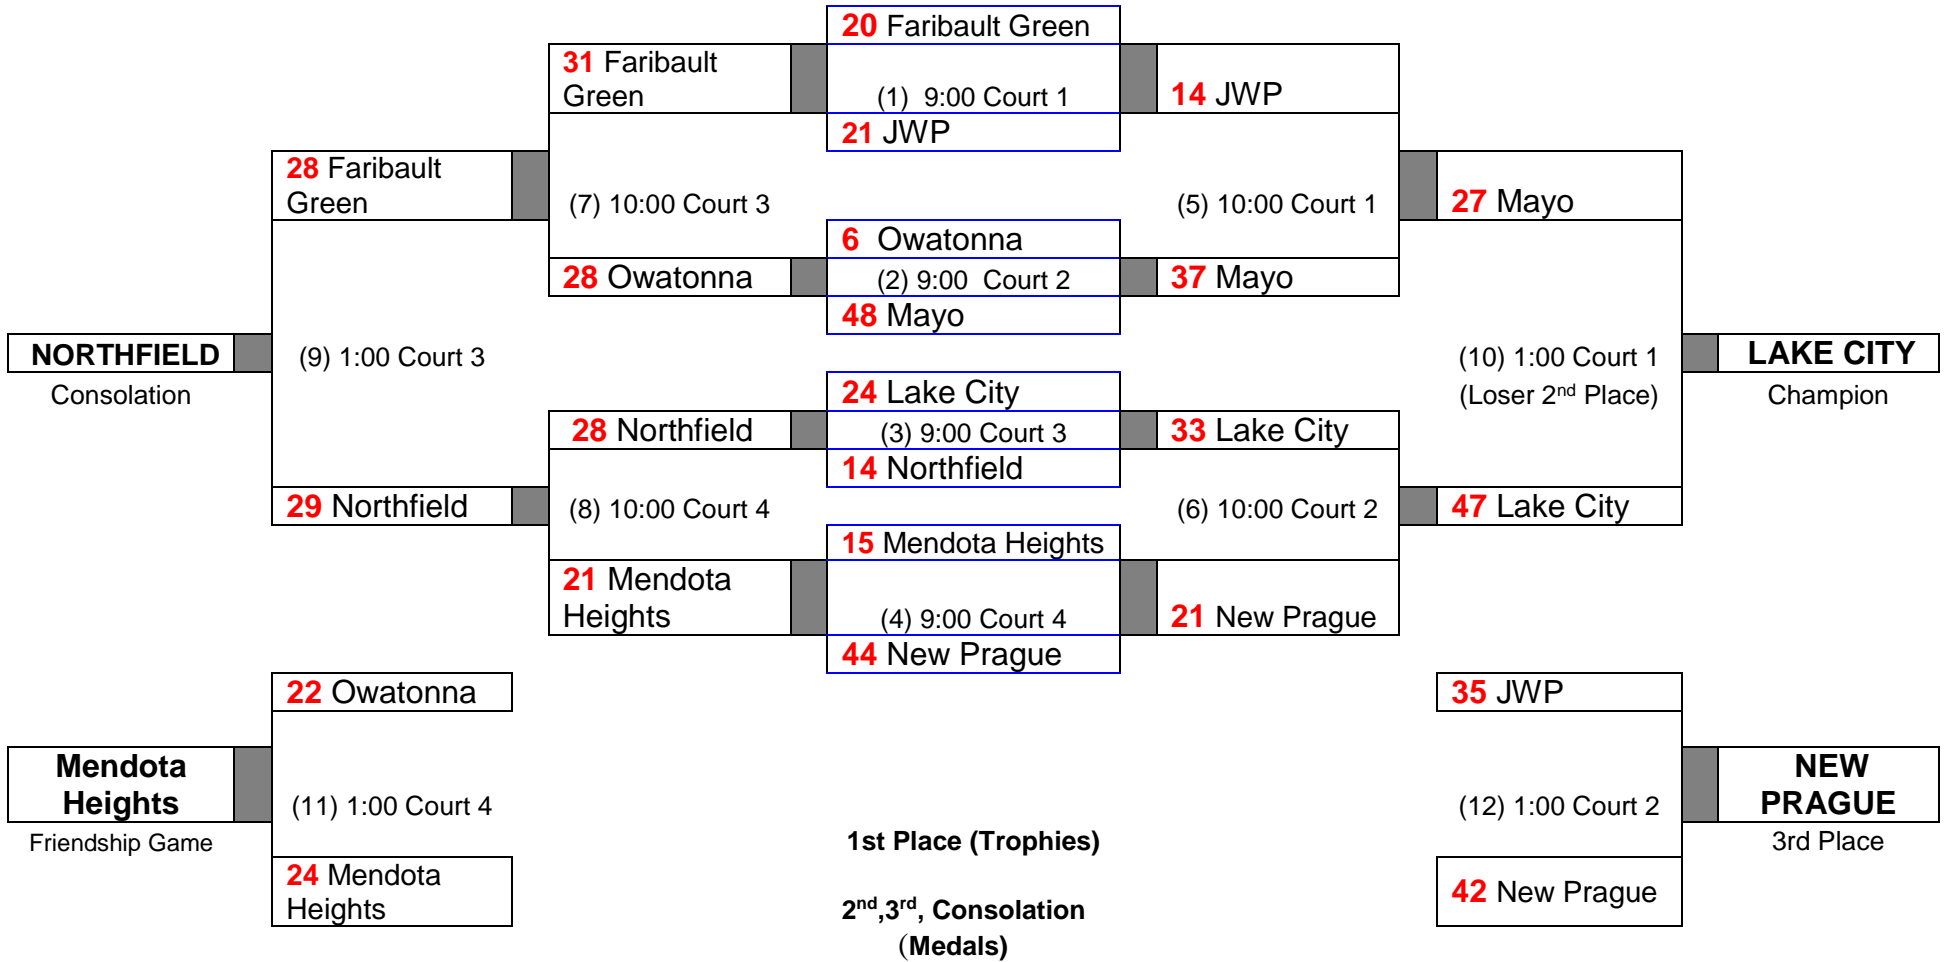 20 Faribault Green
31 Faribault
Green
(1) 9:00 Court 1
14 JWP
21 JWP
28 Faribault
Green
(7) 10:00 Court 3
(5) 10:00 Court 1
27 Mayo
6 Owatonna
28 Owatonna
(2) 9:00 Court 2
37 Mayo
48 Mayo
NORTHFIELD
(9) 1:00 Court 3
(10) 1:00 Court 1
LAKE CITY
Consolation
24 Lake City
(Loser 2nd Place)
Champion
28 Northfield
(3) 9:00 Court 3
33 Lake City
14 Northfield
29 Northfield
(8) 10:00 Court 4
(6) 10:00 Court 2
47 Lake City
15 Mendota Heights
21 Mendota
Heights
(4) 9:00 Court 4
21 New Prague
44 New Prague
22 Owatonna
35 JWP
Mendota
Heights
(11) 1:00 Court 4
(12) 1:00 Court 2
NEW
PRAGUE
Friendship Game
1st Place (Trophies)
3rd Place
24 Mendota
Heights
42 New Prague
2nd,3rd, Consolation
(Medals)